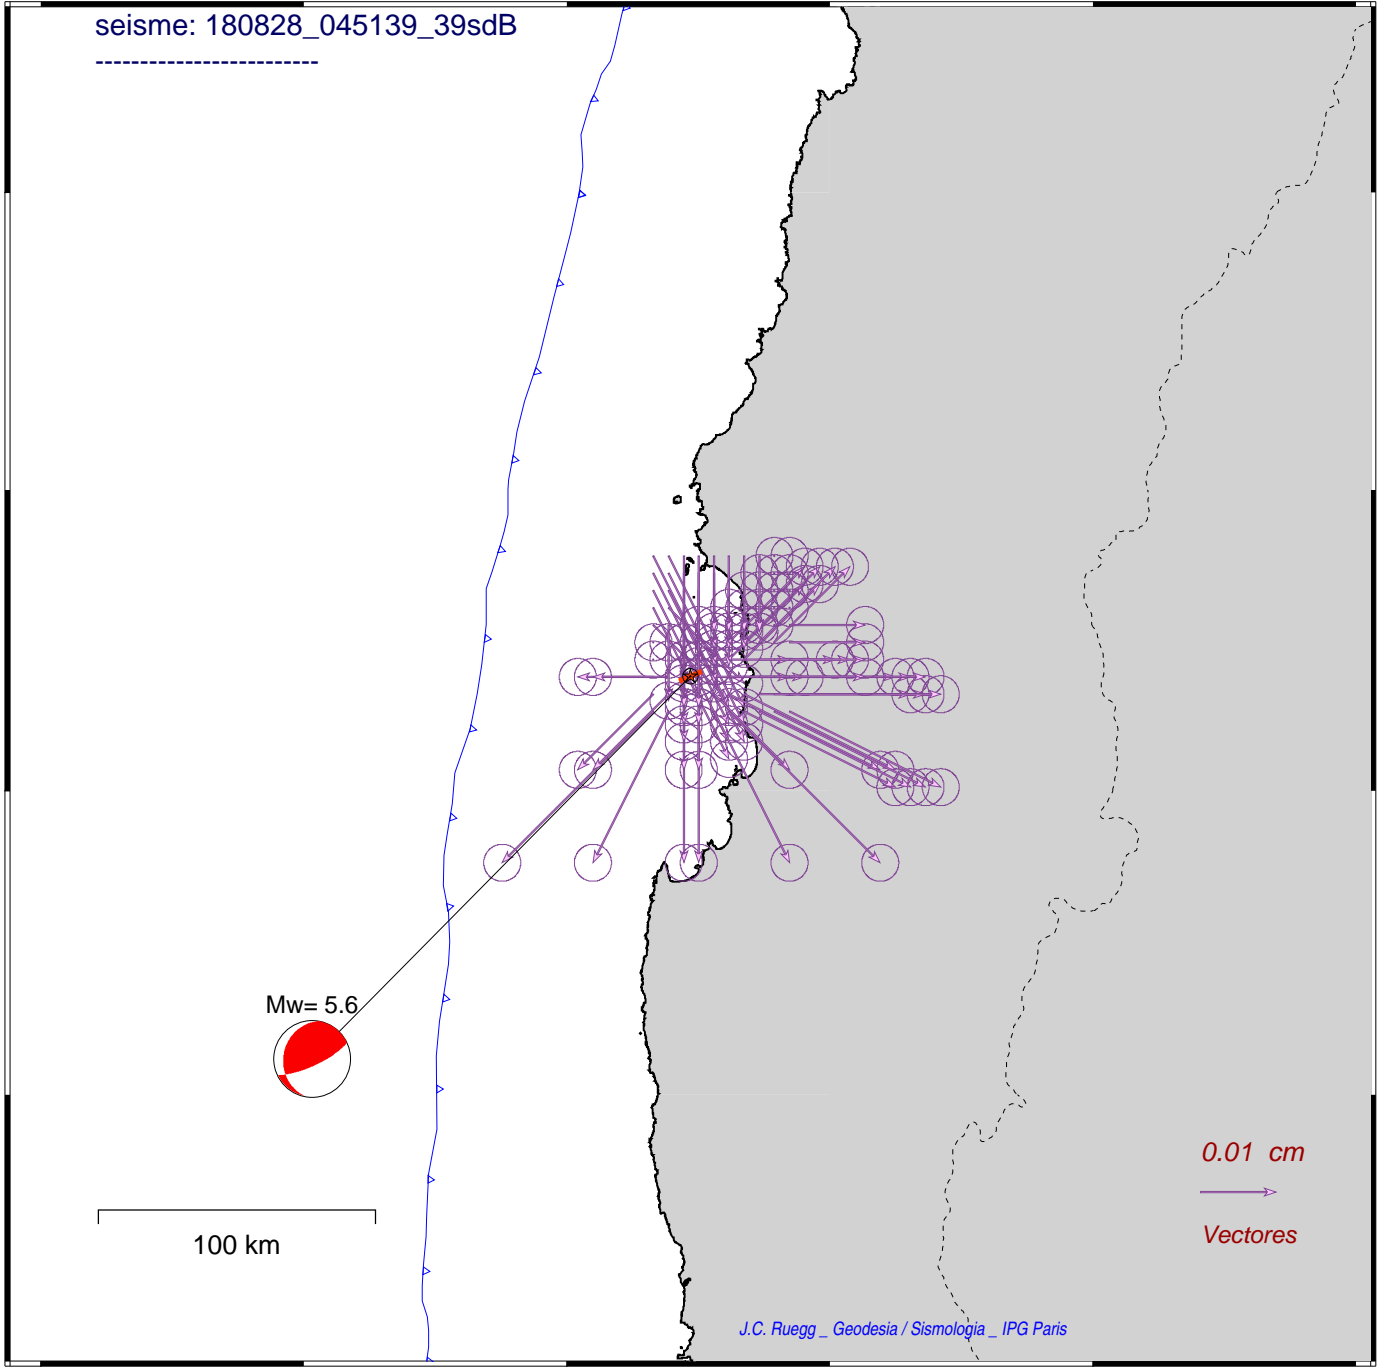 seisme: 180828_045139_39sdB
-------------------------
Mw= 5.6
0.01 cm
100 km
Vectores
J.C. Ruegg _ Geodesia / Sismologia _ IPG Paris